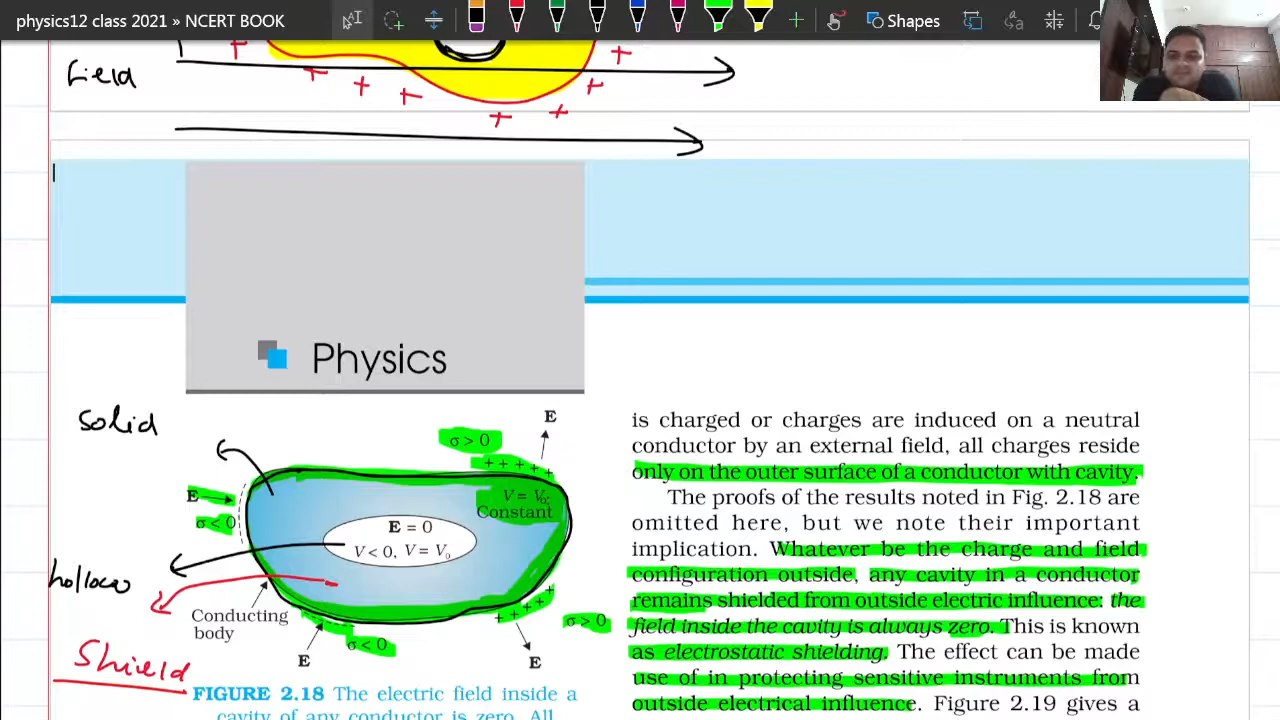 physics12 class 2021 » NCERT BOOK
Shapes
field
Physics
solid
hollow
Shield
E
σ > 0
+ + + + +
E
σ < 0
V = V₀
Constant
E = 0
V < 0, V = V₀
Conducting
body
E
σ < 0
+ + + + +
σ > 0
E
FIGURE 2.18 The electric field inside a
cavity of any conductor is zero. All
is charged or charges are induced on a neutral
conductor by an external field, all charges reside
only on the outer surface of a conductor with cavity.
The proofs of the results noted in Fig. 2.18 are
omitted here, but we note their important
implication. Whatever be the charge and field
configuration outside, any cavity in a conductor
remains shielded from outside electric influence: the
field inside the cavity is always zero. This is known
as electrostatic shielding. The effect can be made
use of in protecting sensitive instruments from
outside electrical influence. Figure 2.19 gives a